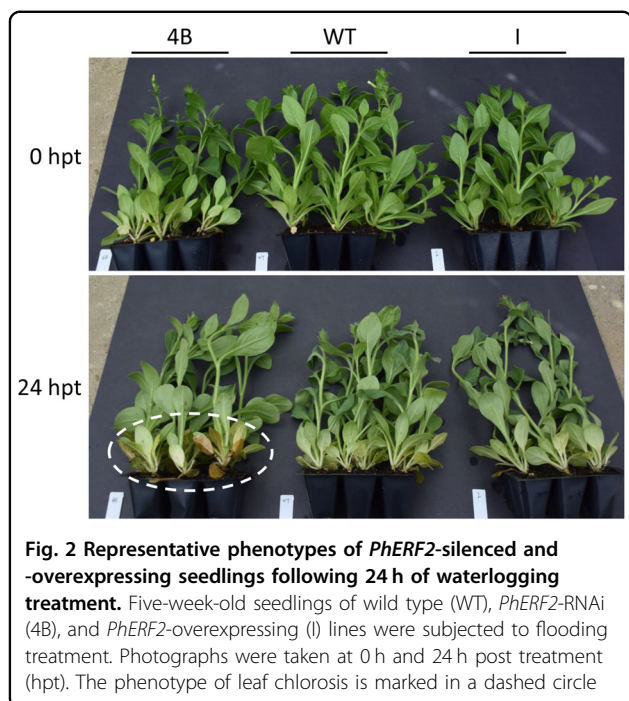 4B WT I
0 hpt
24 hpt
Fig. 2 Representative phenotypes of PhERF2-silenced and
-overexpressing seedlings following 24 h of waterlogging
treatment. Five-week-old seedlings of wild type (WT), PhERF2-RNAi
(4B), and PhERF2-overexpressing (I) lines were subjected to flooding
treatment. Photographs were taken at 0 h and 24 h post treatment
(hpt). The phenotype of leaf chlorosis is marked in a dashed circle